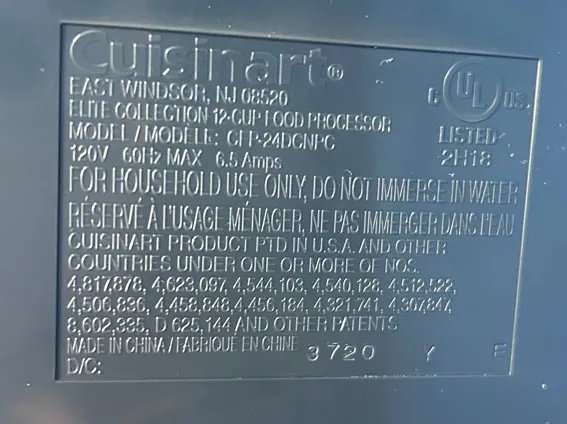 Cuisinart®
EAST WINDSOR, NJ 08520
ELITE COLLECTION 12-CUP FOOD PROCESSOR
MODEL/MODELE: CFP-24DCNPC
120V 60Hz MAX 6.5 Amps
C UL US
LISTED
2H18
FOR HOUSEHOLD USE ONLY, DO NOT IMMERSE IN WATER
RÉSERVÉ À L'USAGE MÉNAGER, NE PAS IMMERGER DANS L'EAU
CUISINART PRODUCT PTD IN U.S.A. AND OTHER
COUNTRIES UNDER ONE OR MORE OF NOS.
4,817,878, 4,623,097, 4,544,103, 4,540,128, 4,512,522,
4,506,836, 4,458,848, 4,456,184, 4,321,741, 4,307,847,
8,602,335, D 625,144 AND OTHER PATENTS
MADE IN CHINA / FABRIQUÉ EN CHINE 3720 Y F
D/C: